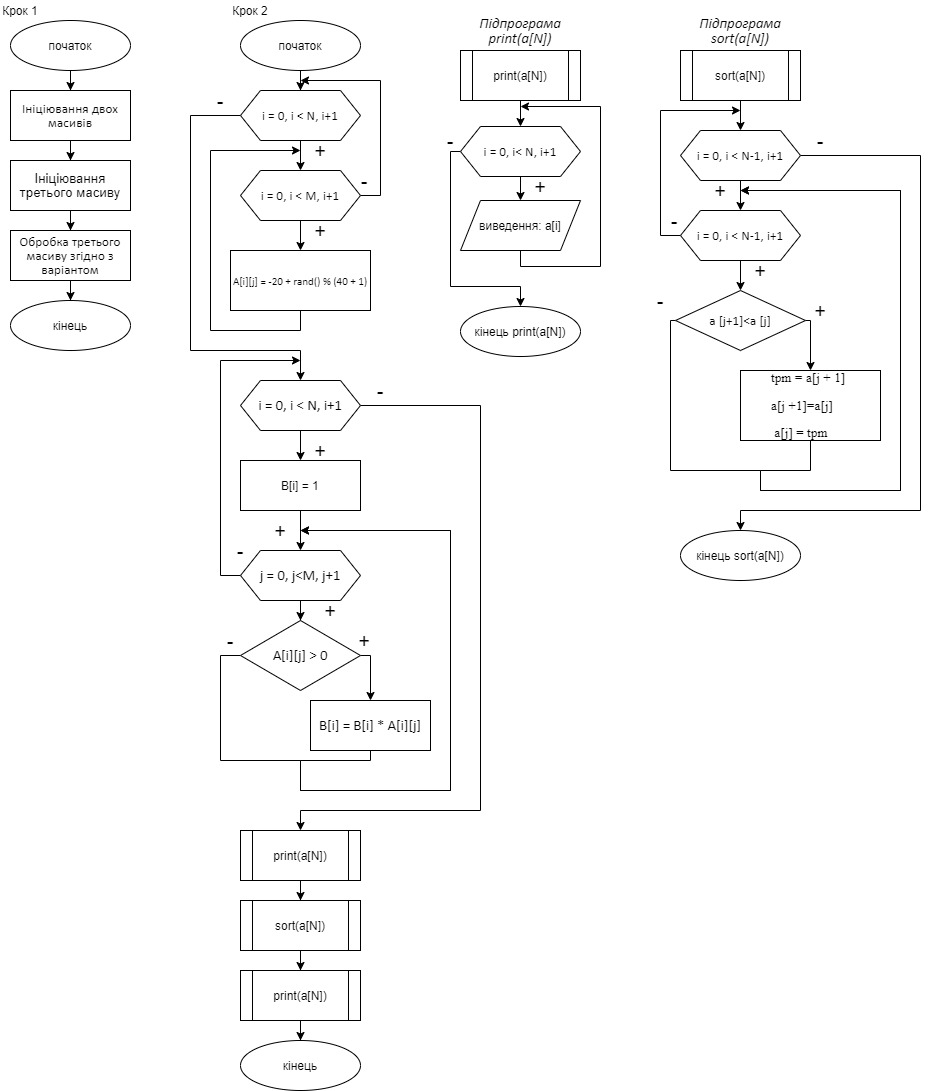 Крок 1
початок
Ініціювання двох
масивів
Ініціювання
третього масиву
Обробка третього
масиву згідно з
варіантом
кінець
Крок 2
початок
-
i = 0, i < N, i+1
+
i = 0, i < M, i+1
-
+
A[i][j] = -20 + rand() % (40 + 1)
i = 0, i < N, i+1
-
+
B[i] = 1
+
-
j = 0, j<M, j+1
+
-
A[i][j] > 0
+
B[i] = B[i] * A[i][j]
print(a[N])
sort(a[N])
print(a[N])
кінець
Підпрограма
print(a[N])
print(a[N])
-
i = 0, i< N, i+1
+
виведення: a[i]
кінець print(a[N])
Підпрограма
sort(a[N])
sort(a[N])
i = 0, i < N-1, i+1
-
+
-
i = 0, i < N-1, i+1
+
-
a [j+1]<a [j]
+
tpm = a[j + 1]
a[j +1]=a[j]
a[j] = tpm
кінець sort(a[N])